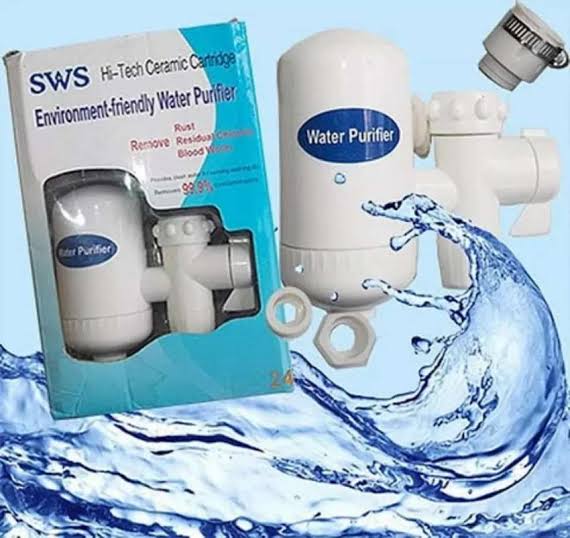 SWS Hi-Tech Ceramic Cartridge
Environment-friendly Water Purifier
Remove Rust
Residual
Blood
Removes 99.9%
Water Purifier
Water Purifier
24